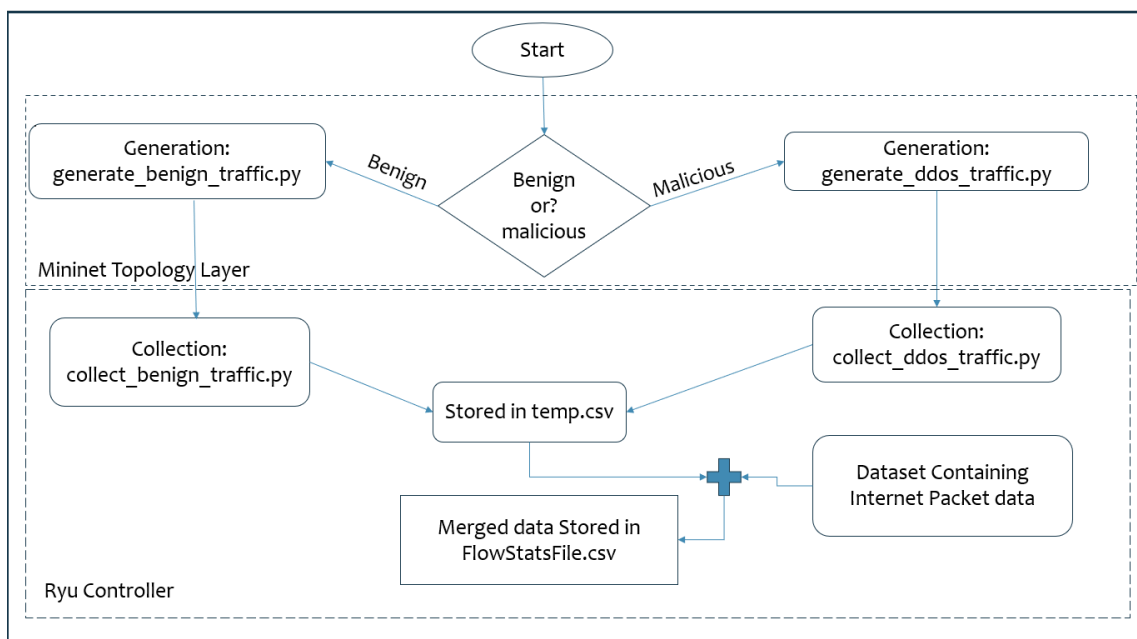 Start
Generation:
generate_benign_traffic.py
Benign
Benign
or?
malicious
Malicious
Generation:
generate_ddos_traffic.py
Mininet Topology Layer
Collection:
collect_benign_traffic.py
Collection:
collect_ddos_traffic.py
Stored in temp.csv
Dataset Containing
Internet Packet data
Merged data Stored in
FlowStatsFile.csv
Ryu Controller